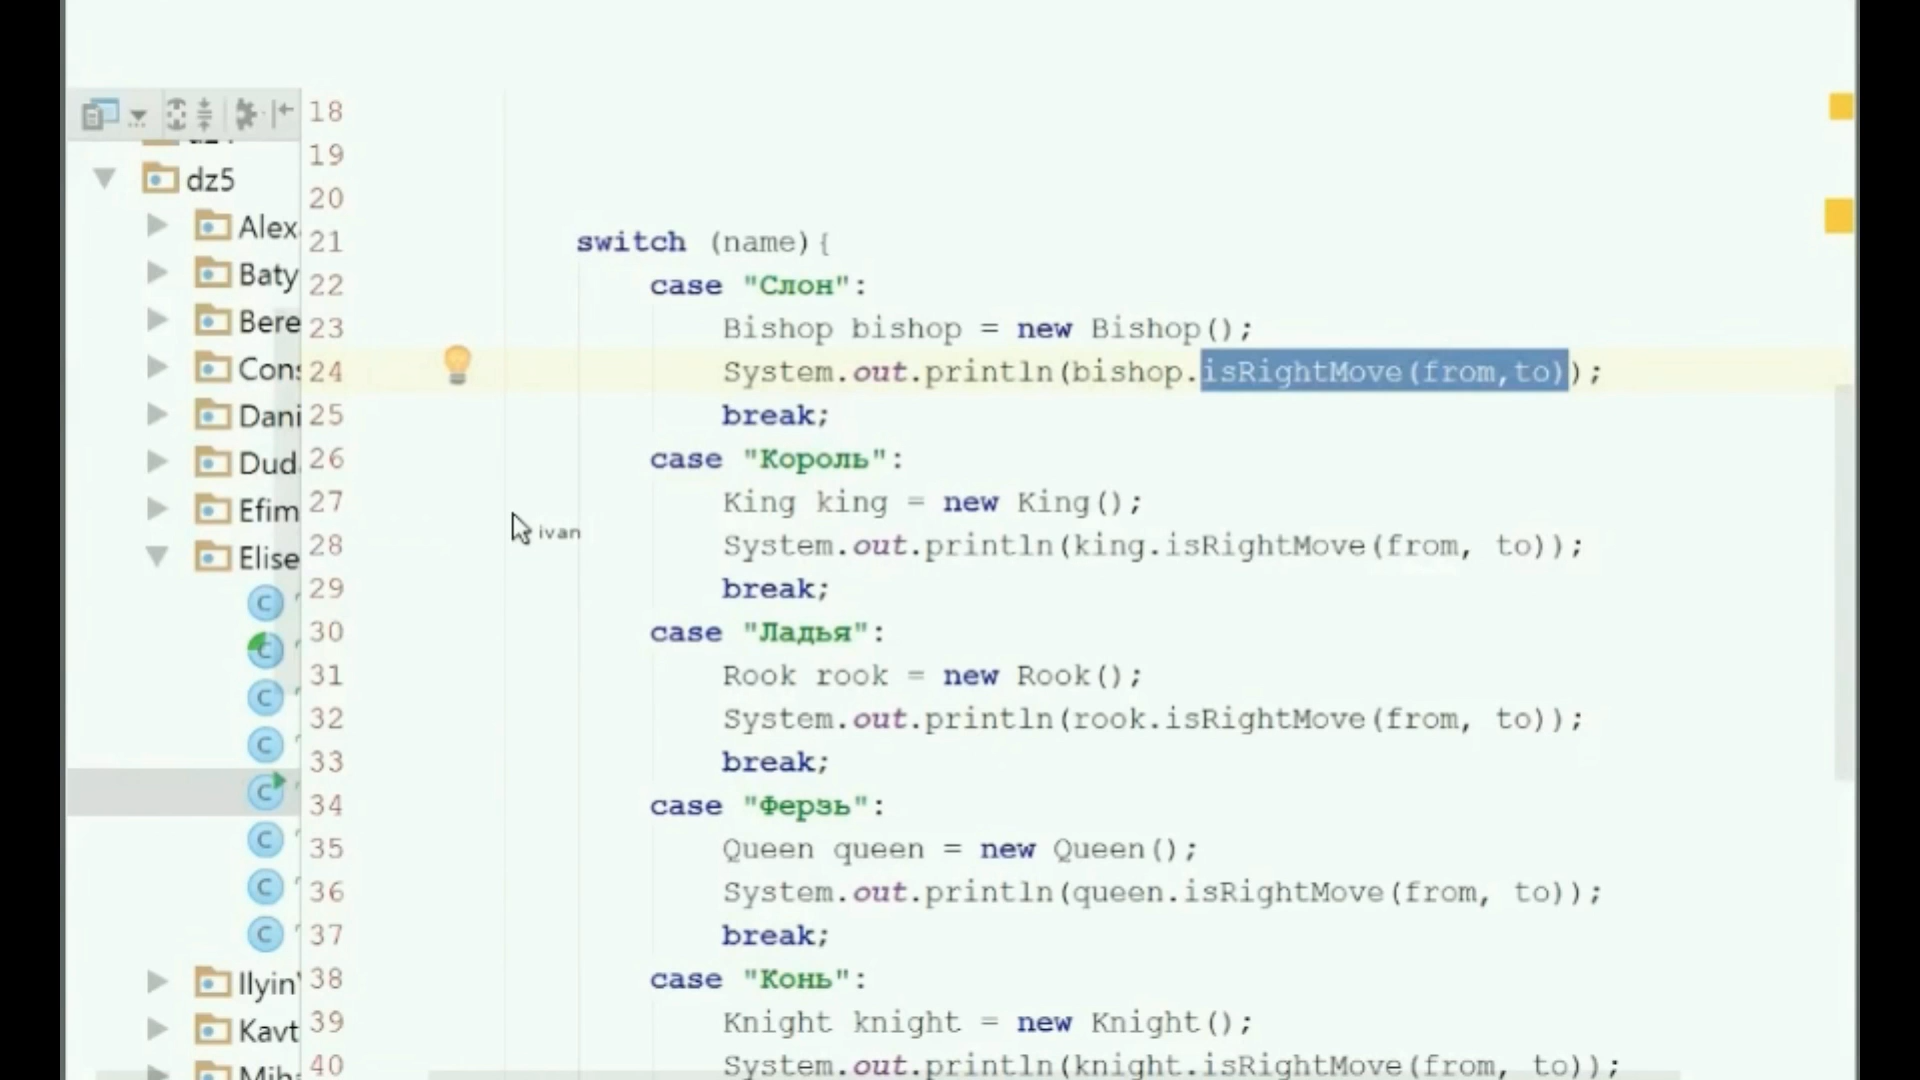 dz5
Alex
Baty
Bere
Cons
Dani
Dud
Efim
Elise
Ilyin
Kavt
Miha
18
19
20
21 switch (name){
22 case "Слон":
23 Bishop bishop = new Bishop();
24 System.out.println(bishop.isRightMove(from,to));
25 break;
26 case "Король":
27 King king = new King();
28 System.out.println(king.isRightMove(from, to));
29 break;
30 case "Ладья":
31 Rook rook = new Rook();
32 System.out.println(rook.isRightMove(from, to));
33 break;
34 case "Ферзь":
35 Queen queen = new Queen();
36 System.out.println(queen.isRightMove(from, to));
37 break;
38 case "Конь":
39 Knight knight = new Knight();
40 System.out.println(knight.isRightMove(from, to));
ivan